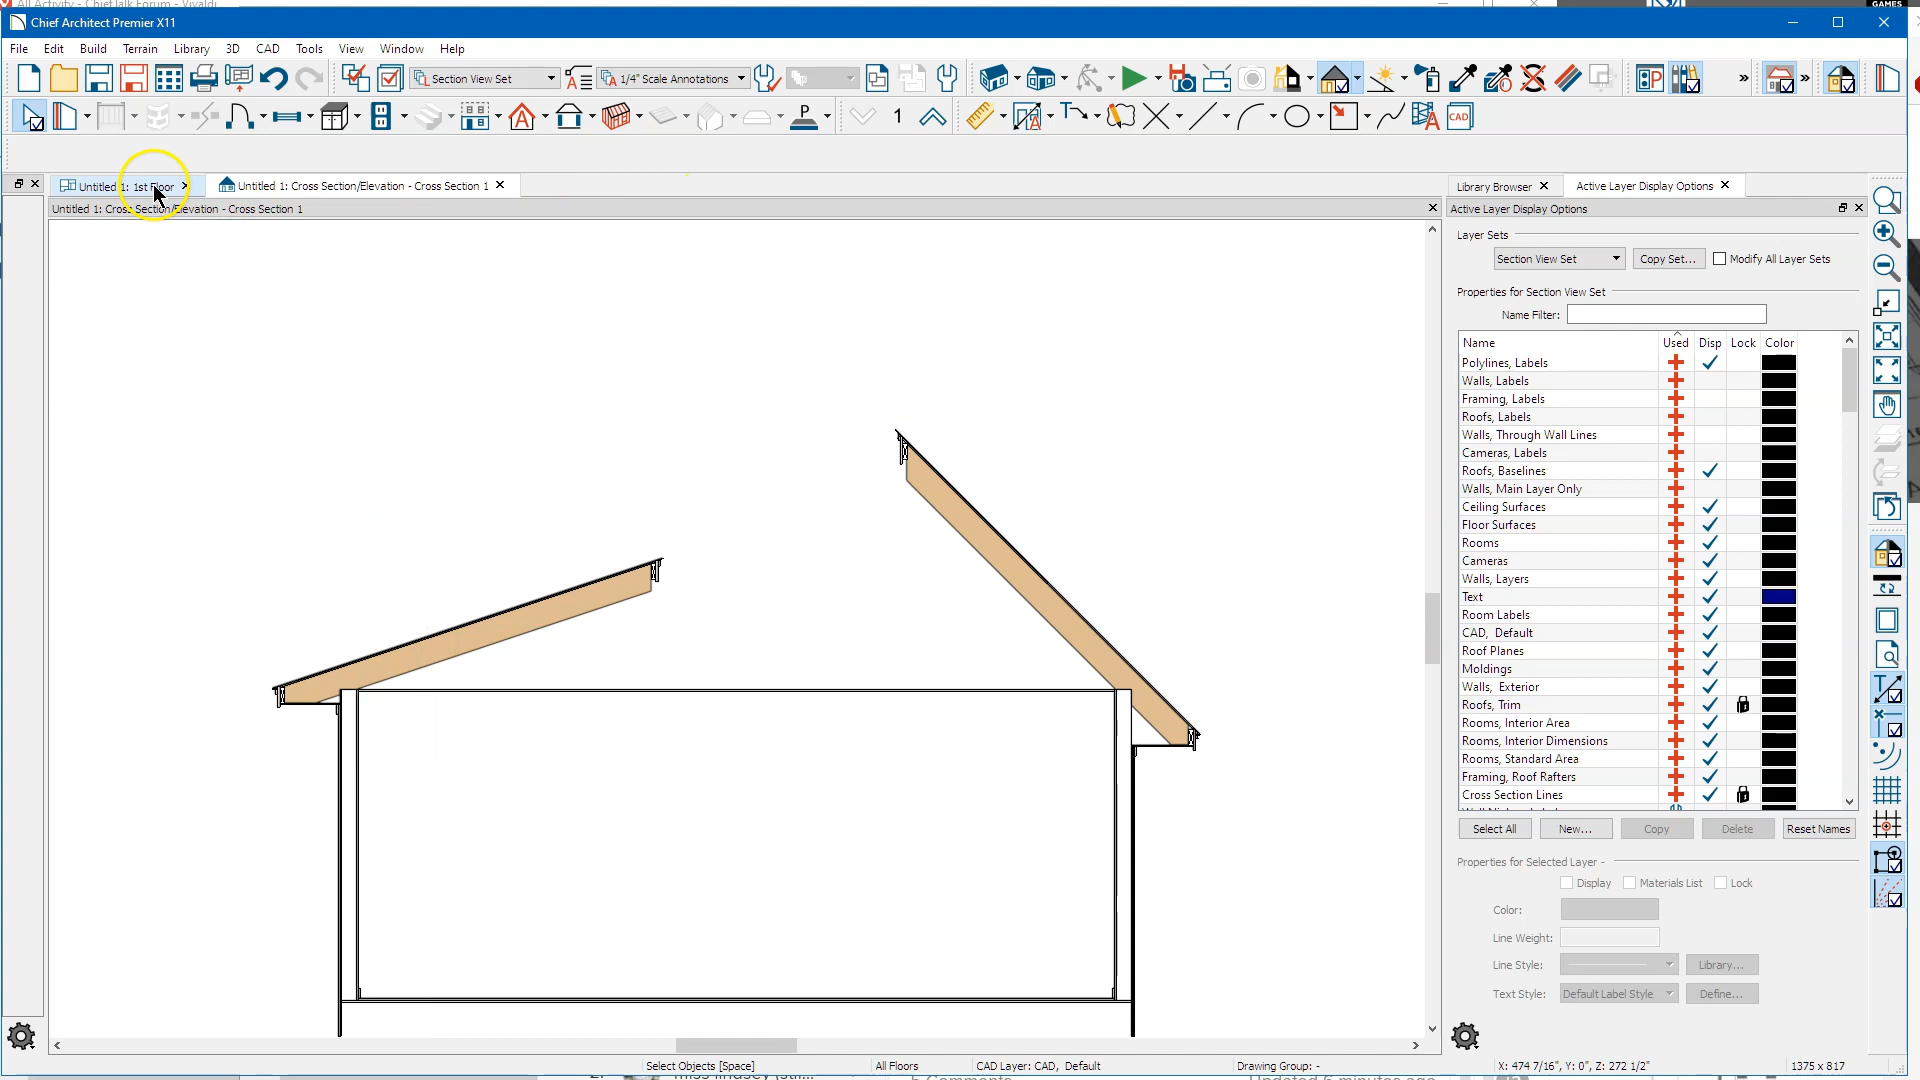 All Activity - ChiefTalk Forum - Vivaldi
GAMES
Chief Architect Premier X11
File Edit Build Terrain Library 3D CAD Tools View Window Help
Section View Set
1/4" Scale Annotations
1
CAD
Untitled 1: 1st Floor
Untitled 1: Cross Section/Elevation - Cross Section 1
Untitled 1: Cross Section/Elevation - Cross Section 1
Library Browser
Active Layer Display Options
Active Layer Display Options
Layer Sets
Section View Set
Copy Set...
Modify All Layer Sets
Properties for Section View Set
Name Filter:
Name Used Disp Lock Color
Polylines, Labels
Walls, Labels
Framing, Labels
Roofs, Labels
Walls, Through Wall Lines
Cameras, Labels
Roofs, Baselines
Walls, Main Layer Only
Ceiling Surfaces
Floor Surfaces
Rooms
Cameras
Walls, Layers
Text
Room Labels
CAD, Default
Roof Planes
Moldings
Walls, Exterior
Roofs, Trim
Rooms, Interior Area
Rooms, Interior Dimensions
Rooms, Standard Area
Framing, Roof Rafters
Cross Section Lines
Select All New... Copy Delete Reset Names
Properties for Selected Layer -
Display Materials List Lock
Color:
Line Weight:
Line Style: Library...
Text Style: Default Label Style Define...
Select Objects [Space]
All Floors
CAD Layer: CAD, Default
Drawing Group: -
X: 474 7/16", Y: 0", Z: 272 1/2"
1375 x 817